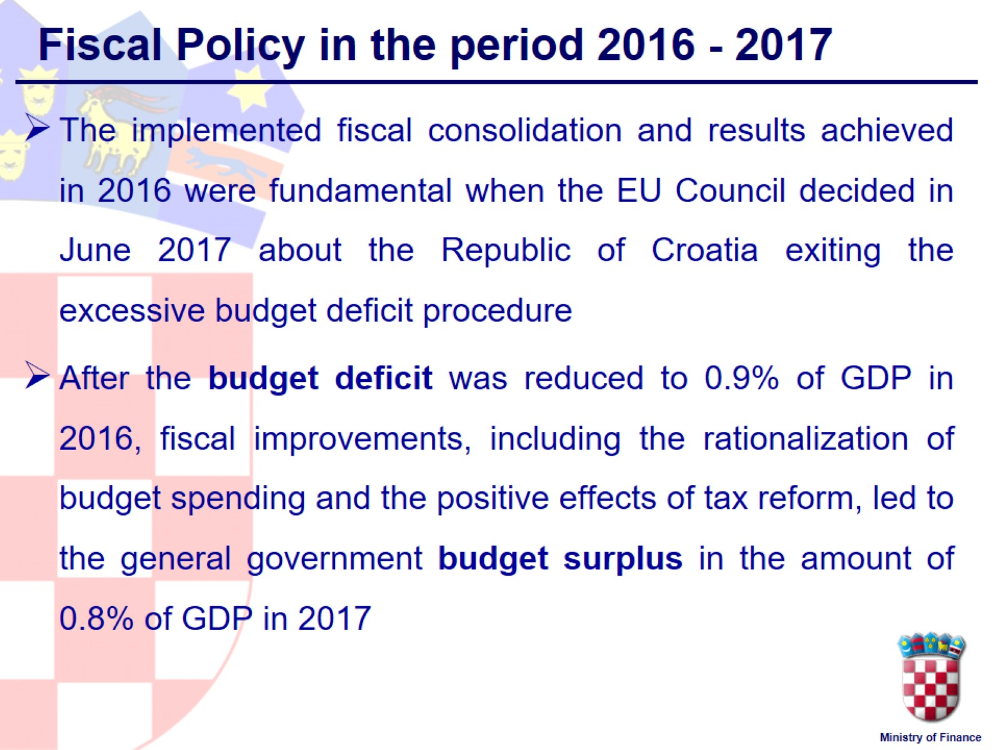 Fiscal Policy in the period 2016 - 2017
The implemented fiscal consolidation and results achieved
in 2016 were fundamental when the EU Council decided in
June 2017 about the Republic of Croatia exiting the
excessive budget deficit procedure
After the budget deficit was reduced to 0.9% of GDP in
2016, fiscal improvements, including the rationalization of
budget spending and the positive effects of tax reform, led to
the general government budget surplus in the amount of
0.8% of GDP in 2017
Ministry of Finance